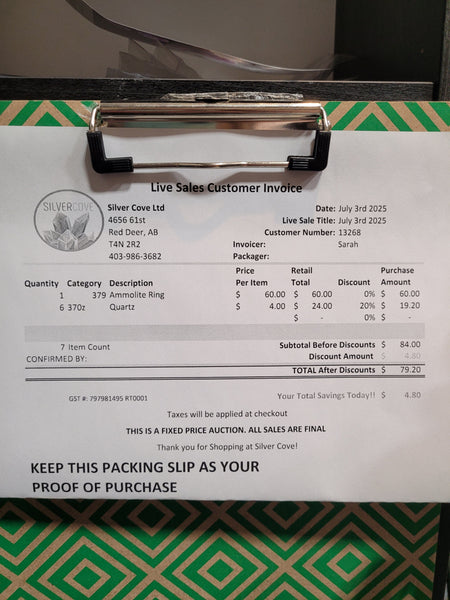 Live Sales Customer Invoice
SILVERCOVE
Silver Cove Ltd
4656 61st
Red Deer, AB
T4N 2R2
403-986-3682
Date: July 3rd 2025
Live Sale Title: July 3rd 2025
Customer Number: 13268
Invoicer: Sarah
Packager:
Quantity Category Description Price Per Item Retail Total Discount Purchase Amount
1 379 Ammolite Ring $ 60.00 $ 60.00 0% $ 60.00
6 370z Quartz $ 4.00 $ 24.00 20% $ 19.20
$ - 0% $ -
7 Item Count Subtotal Before Discounts $ 84.00
CONFIRMED BY: Discount Amount $ 4.80
TOTAL After Discounts $ 79.20
GST #: 797981495 RT0001 Your Total Savings Today!! $ 4.80
Taxes will be applied at checkout
THIS IS A FIXED PRICE AUCTION. ALL SALES ARE FINAL
Thank you for Shopping at Silver Cove!
KEEP THIS PACKING SLIP AS YOUR
PROOF OF PURCHASE